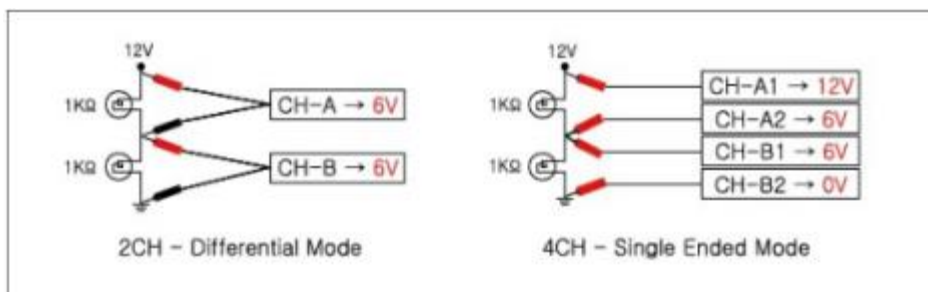 12V
1KΩ
CH-A → 6V
1KΩ
CH-B → 6V
2CH - Differential Mode
12V
1KΩ
CH-A1 → 12V
CH-A2 → 6V
CH-B1 → 6V
1KΩ
CH-B2 → 0V
4CH - Single Ended Mode